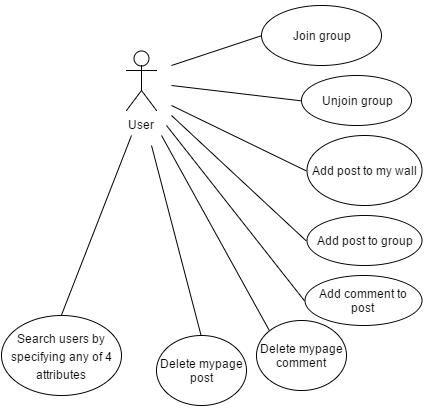 Join group
Unjoin group
User
Add post to my wall
Add post to group
Add comment to
post
Search users by
specifying any of 4
attributes
Delete mypage
post
Delete mypage
comment